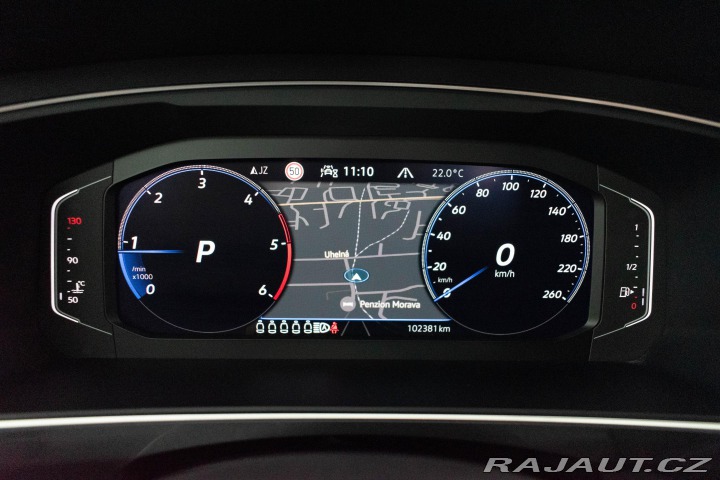 JZ 50 11:10 22.0°C
130
90
°C
50
0 1 2 3 4 5 6
/min
x1000
P
Uhelná
Penzion Morava
102381 km
0 20 40 60 80 100 120 140 180 220 260
km/h
0
km/h
1
1/2
0
RAJAUT.CZ